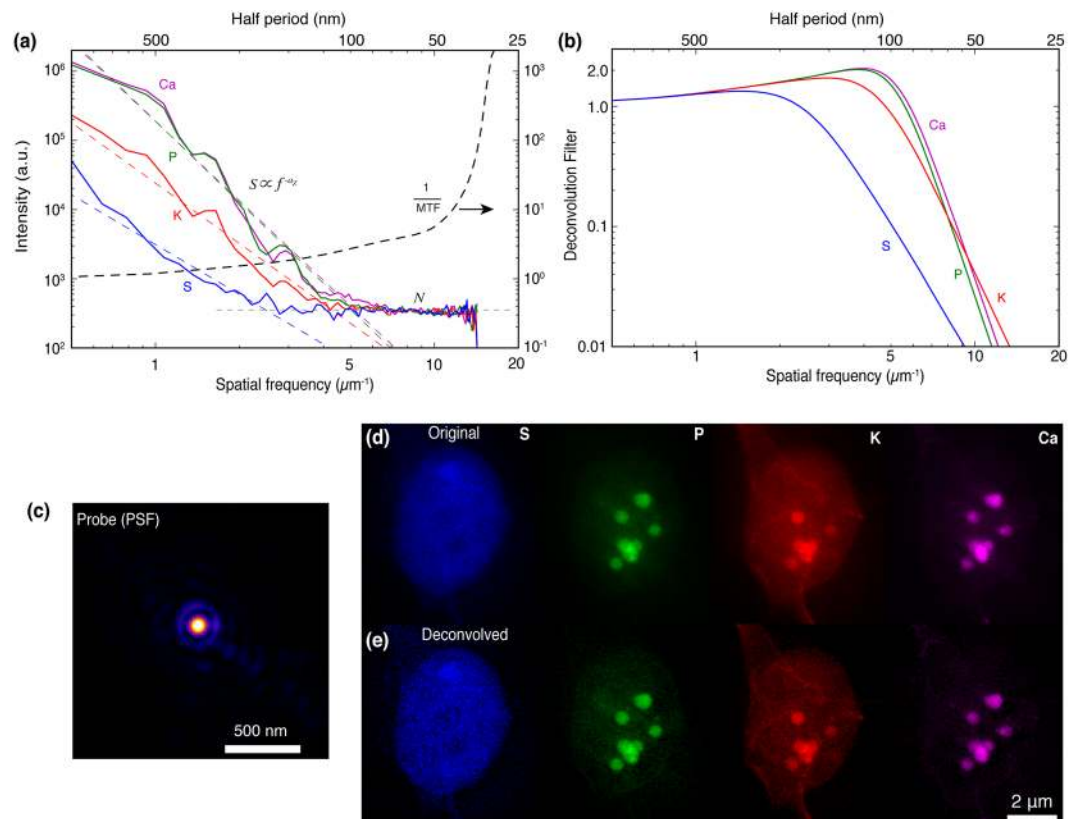 Half period (nm)
(a)
500
100
50
25
10⁶
10⁵
10⁴
10³
10²
Intensity (a.u.)
10³
10²
10¹
10⁰
10⁻¹
Ca
P
K
S
S∝f⁻ᵅᵡ
1
MTF
N
1
2
5
10
20
Spatial frequency (µm⁻¹)
Half period (nm)
(b)
500
100
50
25
2.0
1.0
0.1
0.01
Deconvolution Filter
Ca
S
P
K
1
2
5
10
20
Spatial frequency (µm⁻¹)
(c)
Probe (PSF)
500 nm
(d)
Original
S
P
K
Ca
(e)
Deconvolved
2 µm